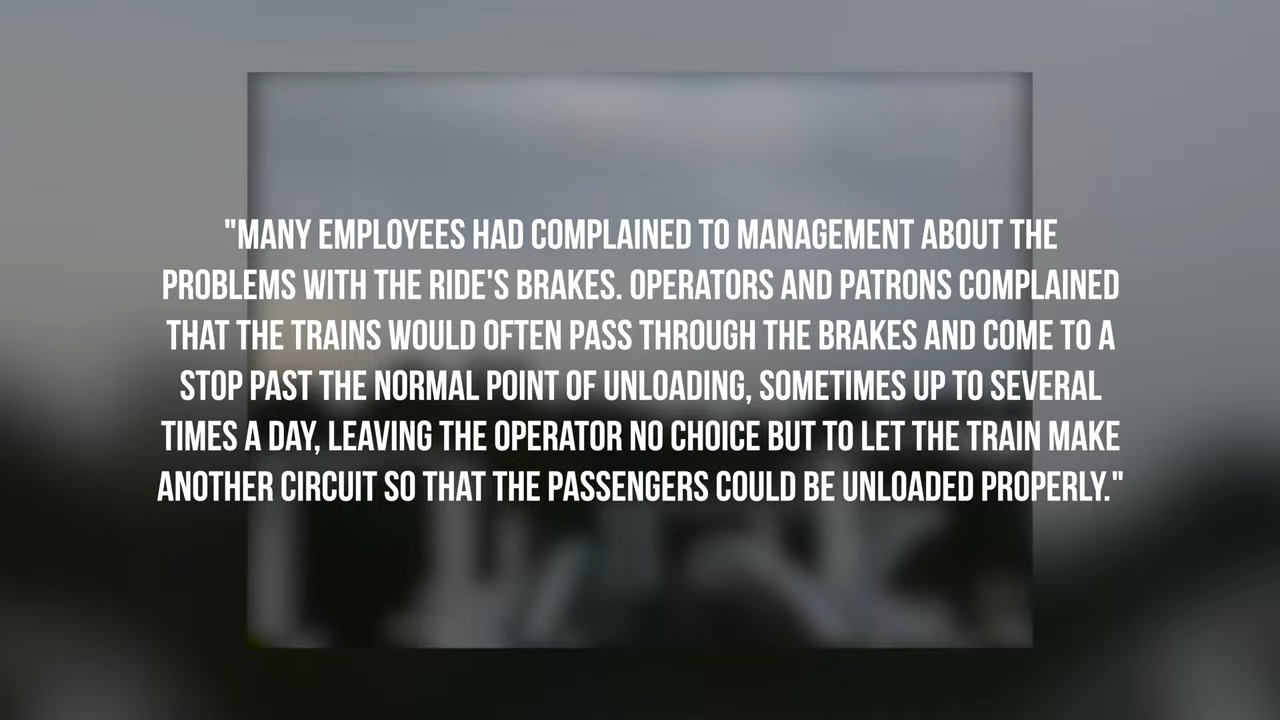 "MANY EMPLOYEES HAD COMPLAINED TO MANAGEMENT ABOUT THE
PROBLEMS WITH THE RIDE'S BRAKES. OPERATORS AND PATRONS COMPLAINED
THAT THE TRAINS WOULD OFTEN PASS THROUGH THE BRAKES AND COME TO A
STOP PAST THE NORMAL POINT OF UNLOADING, SOMETIMES UP TO SEVERAL
TIMES A DAY, LEAVING THE OPERATOR NO CHOICE BUT TO LET THE TRAIN MAKE
ANOTHER CIRCUIT SO THAT THE PASSENGERS COULD BE UNLOADED PROPERLY."